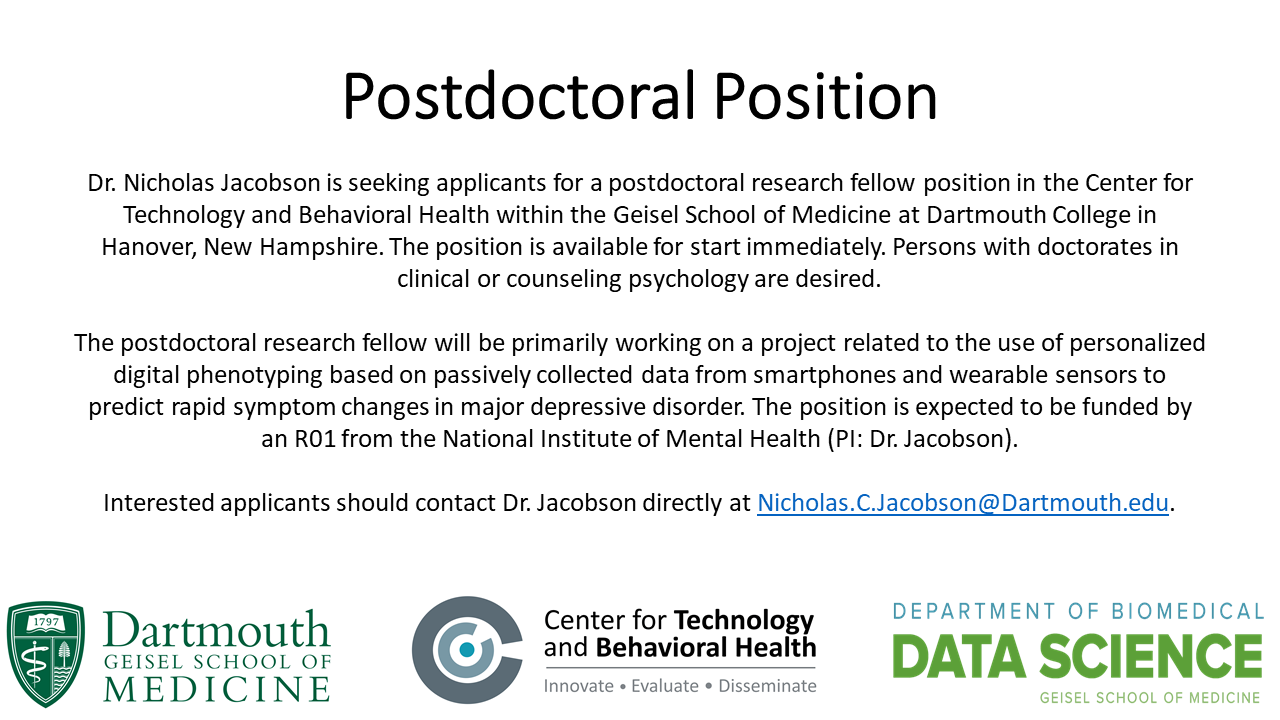 Postdoctoral Position
Dr. Nicholas Jacobson is seeking applicants for a postdoctoral research fellow position in the Center for
Technology and Behavioral Health within the Geisel School of Medicine at Dartmouth College in
Hanover, New Hampshire. The position is available for start immediately. Persons with doctorates in
clinical or counseling psychology are desired.
The postdoctoral research fellow will be primarily working on a project related to the use of personalized
digital phenotyping based on passively collected data from smartphones and wearable sensors to
predict rapid symptom changes in major depressive disorder. The position is expected to be funded by
an R01 from the National Institute of Mental Health (PI: Dr. Jacobson).
Interested applicants should contact Dr. Jacobson directly at Nicholas.C.Jacobson@Dartmouth.edu.
1797
Dartmouth
GEISEL SCHOOL OF
MEDICINE
Center for Technology
and Behavioral Health
Innovate • Evaluate • Disseminate
DEPARTMENT OF BIOMEDICAL
DATA SCIENCE
GEISEL SCHOOL OF MEDICINE